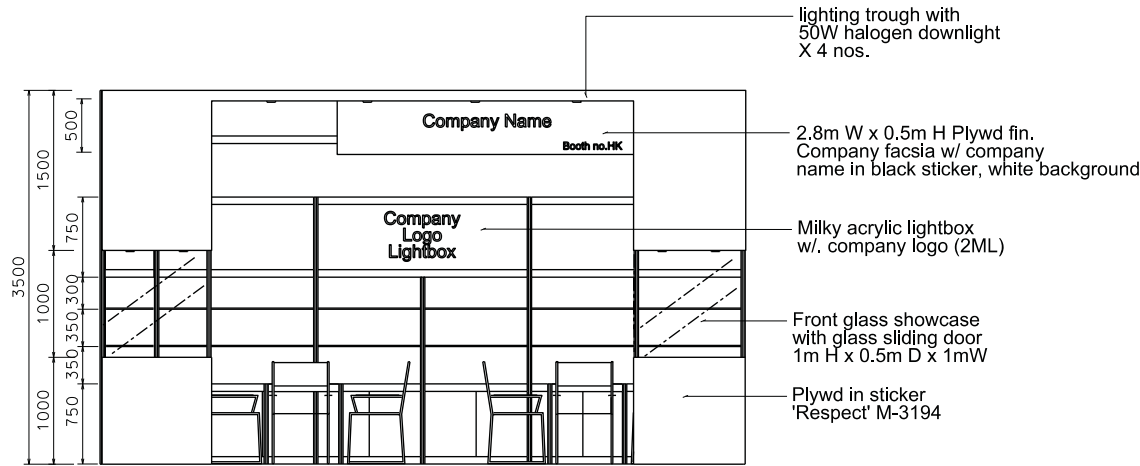 lighting trough with
50W halogen downlight
X 4 nos.
Company Name
Booth no.HK
2.8m W x 0.5m H Plywd fin.
Company facsia w/ company
name in black sticker, white background
Company
Logo
Lightbox
Milky acrylic lightbox
w/. company logo (2ML)
Front glass showcase
with glass sliding door
1m H x 0.5m D x 1mW
Plywd in sticker
'Respect' M-3194
3500
1500
1000
1000
500
750
300
350
350
750